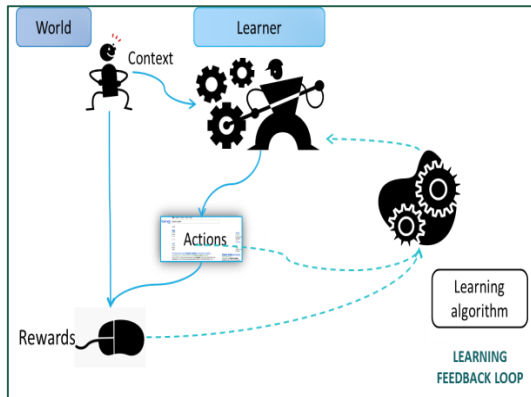 World
Learner
Context
Actions
Rewards
Learning
algorithm
LEARNING
FEEDBACK LOOP